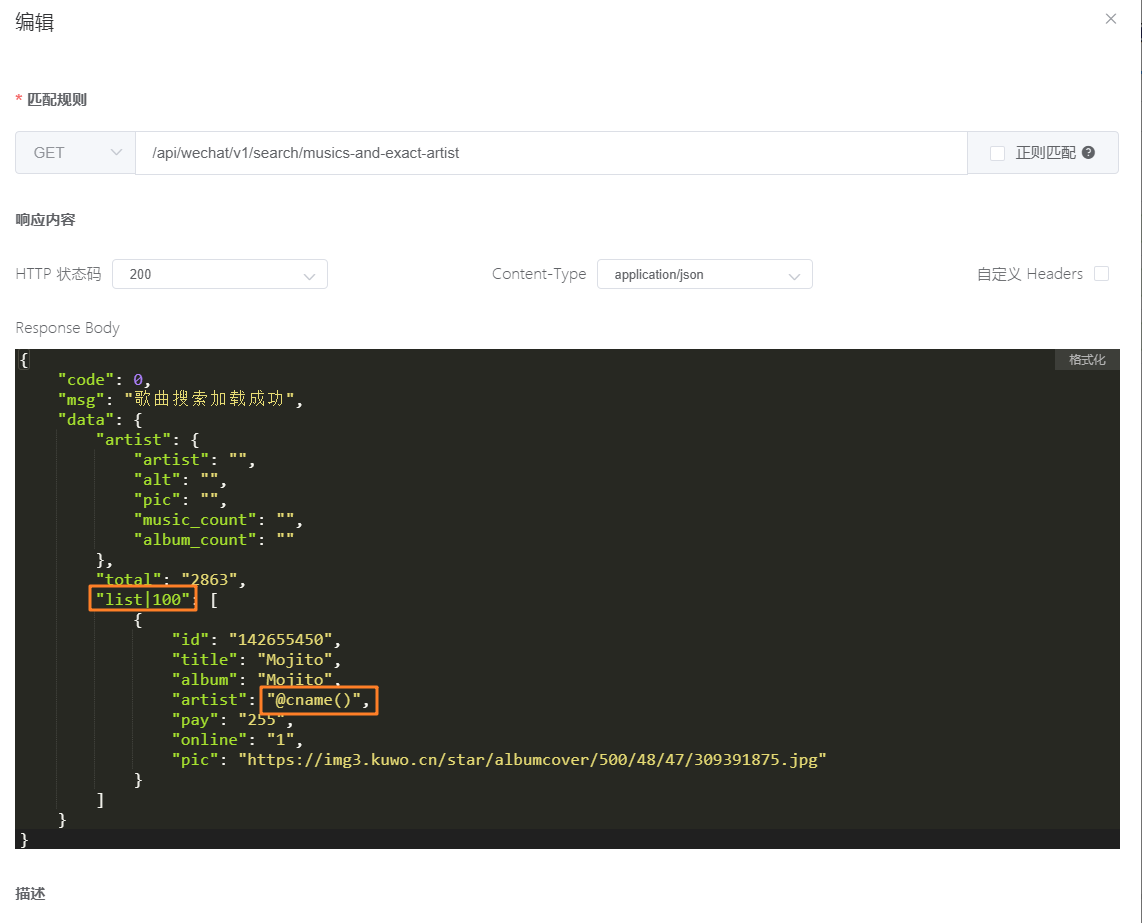 编辑
* 匹配规则
GET /api/wechat/v1/search/musics-and-exact-artist 正则匹配 ?
响应内容
HTTP 状态码 200 Content-Type application/json 自定义 Headers
Response Body
格式化
{
"code": 0,
"msg": "歌曲搜索加载成功",
"data": {
"artist": {
"artist": "",
"alt": "",
"pic": "",
"music_count": "",
"album_count": ""
},
"total": "2863",
"list|100": [
{
"id": "142655450",
"title": "Mojito",
"album": "Mojito",
"artist": "@cname()",
"pay": "255",
"online": "1",
"pic": "https://img3.kuwo.cn/star/albumcover/500/48/47/309391875.jpg"
}
]
}
}
描述